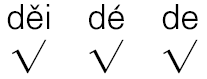 děi dé de
√ √ √